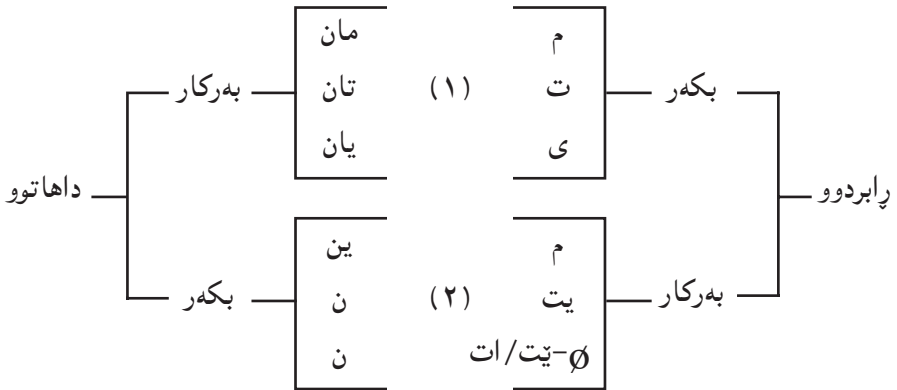 م مان
بەرکار ت (١) تان بکەر
ی یان
ڕابردوو داهاتوو
م ین
بەرکار یت (٢) ن بکەر
Ø-ێت/ات ن